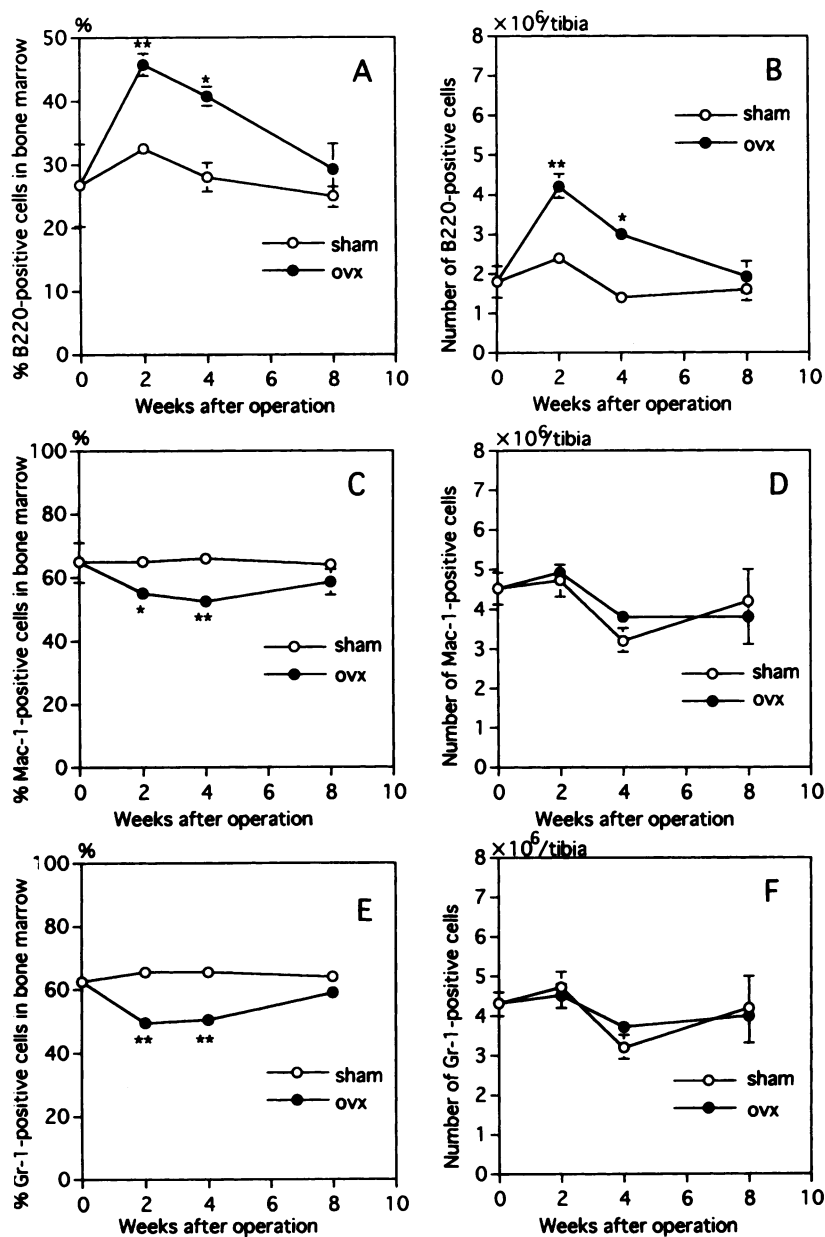 %
50
40
30
20
10
0
0 2 4 6 8 10
% B220-positive cells in bone marrow
Weeks after operation
A
**
*
sham
ovx
×10⁶/tibia
8
7
6
5
4
3
2
1
0
0 2 4 6 8 10
Number of B220-positive cells
Weeks after operation
B
**
*
sham
ovx
%
100
80
60
40
20
0
0 2 4 6 8 10
% Mac-1-positive cells in bone marrow
Weeks after operation
C
*
**
sham
ovx
×10⁶/tibia
8
7
6
5
4
3
2
1
0
0 2 4 6 8 10
Number of Mac-1-positive cells
Weeks after operation
D
sham
ovx
%
100
80
60
40
60
0
0 2 4 6 8 10
% Gr-1-positive cells in bone marrow
Weeks after operation
E
**
**
sham
ovx
×10⁶/tibia
8
7
6
5
4
3
2
1
0
0 2 4 6 8 10
Number of Gr-1-positive cells
Weeks after operation
F
sham
ovx